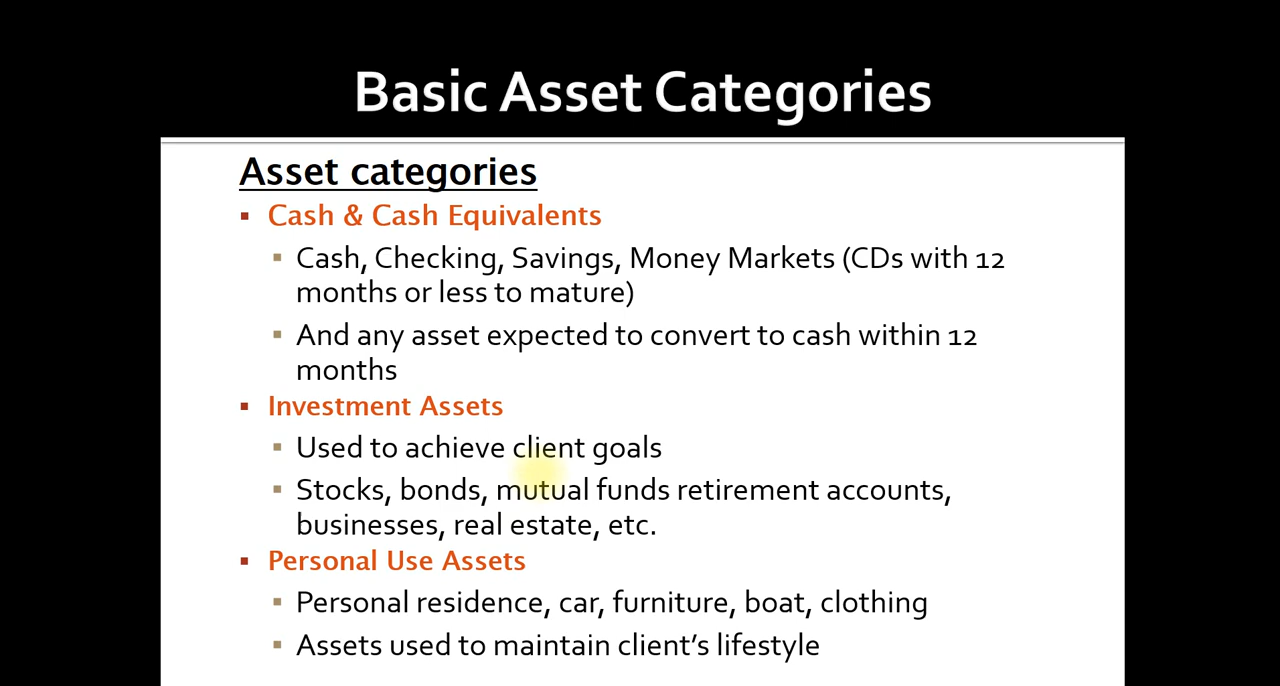 Basic Asset Categories
Asset categories
▪ Cash & Cash Equivalents
▪ Cash, Checking, Savings, Money Markets (CDs with 12
months or less to mature)
▪ And any asset expected to convert to cash within 12
months
▪ Investment Assets
▪ Used to achieve client goals
▪ Stocks, bonds, mutual funds retirement accounts,
businesses, real estate, etc.
▪ Personal Use Assets
▪ Personal residence, car, furniture, boat, clothing
▪ Assets used to maintain client’s lifestyle